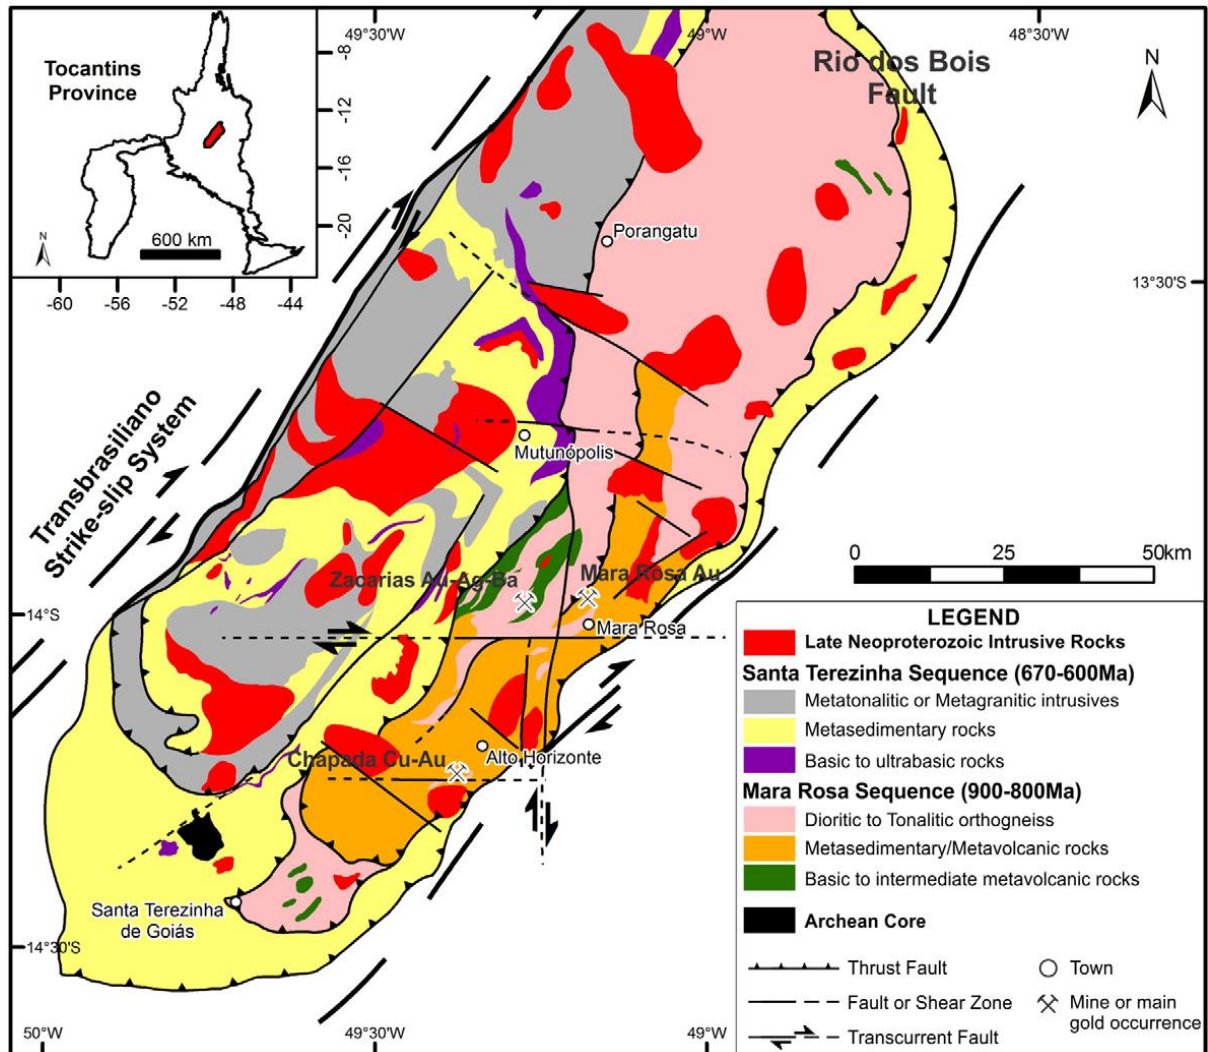 Tocantins
Province
N
600 km
-8
-12
-16
-20
-60
-56
-52
-48
-44
49°30'W
49°W
48°30'W
Rio dos Bois
Fault
N
Porangatu
13°30'S
Transbrasiliano
Strike-slip System
Mutunópolis
0
25
50km
Zacarias Au-Ag-Ba
Mara Rosa Au
14°S
Mara Rosa
Chapada Cu-Au
Alto Horizonte
Santa Terezinha
de Goiás
14°30'S
50°W
49°30'W
49°W
LEGEND
Late Neoproterozoic Intrusive Rocks
Santa Terezinha Sequence (670-600Ma)
Metatonalitic or Metagranitic intrusives
Metasedimentary rocks
Basic to ultrabasic rocks
Mara Rosa Sequence (900-800Ma)
Dioritic to Tonalitic orthogneiss
Metasedimentary/Metavolcanic rocks
Basic to intermediate metavolcanic rocks
Archean Core
Thrust Fault
Town
Fault or Shear Zone
Mine or main
gold occurrence
Transcurrent Fault